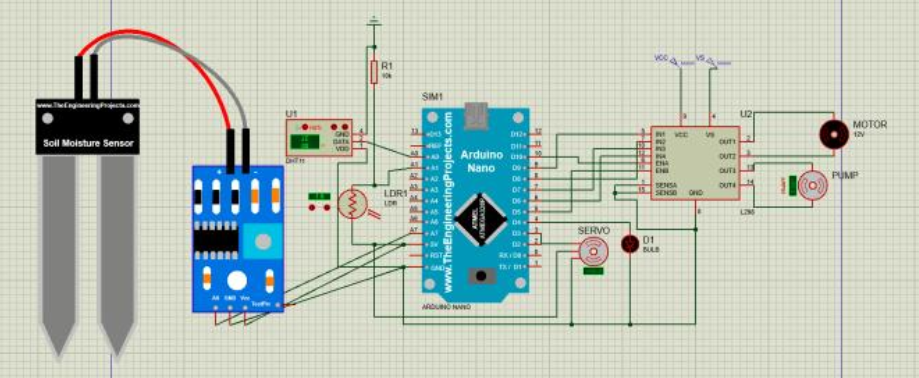 www.TheEngineeringProjects.com
Soil Moisture Sensor
+
-
A0 GND Vcc
TestPin
U1
GND
DATA
VDD
DHT11
R1
10k
LDR1
LDR
SIM1
Arduino
Nano
www.TheEngineeringProjects.com
ATMEL
ATMEGA328P
ARDUINO NANO
D13
REF
A0
A1
A2
A3
A4
A5
A6
A7
5V
RST
GND
D12
D11
D10
D9
D8
D7
D6
D5
D4
D3
D2
RX / D0
TX / D1
SERVO
D1
BULB
VCC
VS
U2
IN1
IN2
IN3
IN4
ENA
ENB
SENSA
SENSB
VCC
VS
OUT1
OUT2
OUT3
OUT4
GND
L298
MOTOR
12V
PUMP